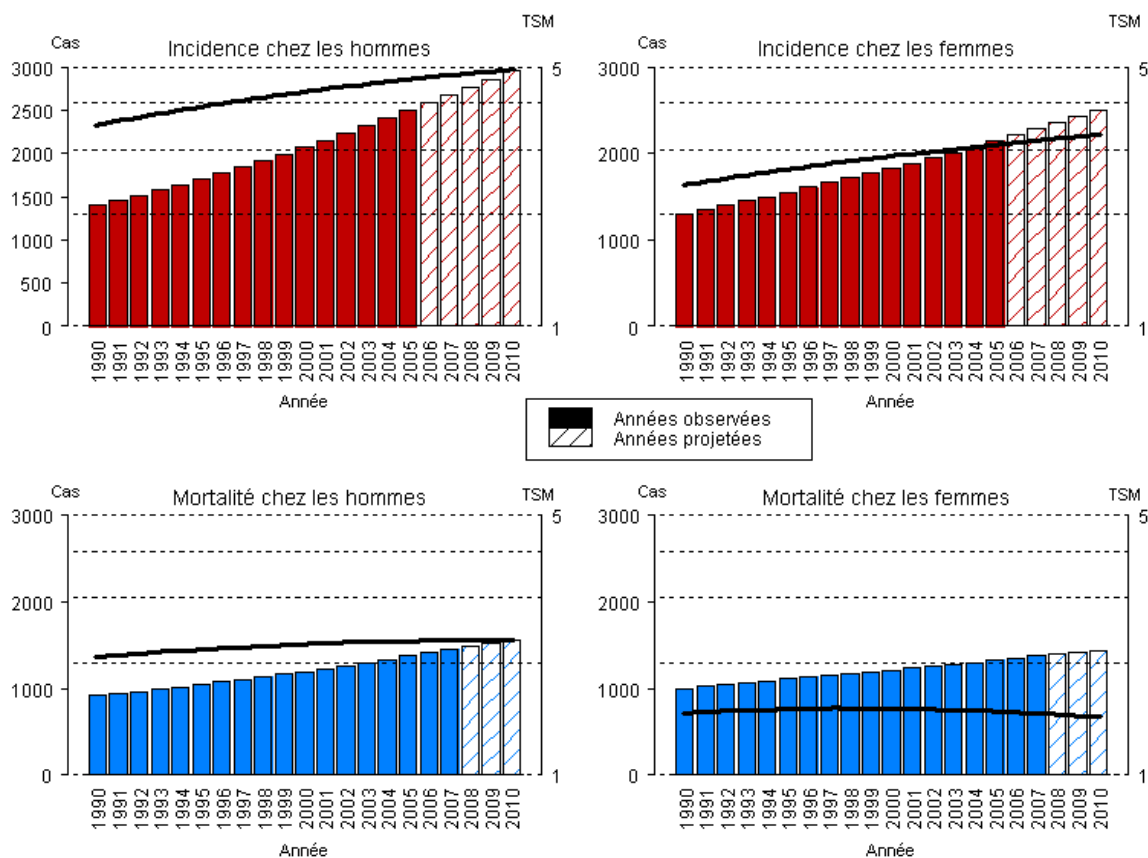 TSM
Cas
Incidence chez les hommes
3000
2500
2000
1500
1000
500
0
5
1
1990 1991 1992 1993 1994 1995 1996 1997 1998 1999 2000 2001 2002 2003 2004 2005 2006 2007 2008 2009 2010
Année
TSM
Cas
Incidence chez les femmes
3000
2000
1000
0
5
1
1990 1991 1992 1993 1994 1995 1996 1997 1998 1999 2000 2001 2002 2003 2004 2005 2006 2007 2008 2009 2010
Année
Années observées
Années projetées
Cas
Mortalité chez les hommes
TSM
3000
2000
1000
0
5
1
1990 1991 1992 1993 1994 1995 1996 1997 1998 1999 2000 2001 2002 2003 2004 2005 2006 2007 2008 2009 2010
Année
Cas
Mortalité chez les femmes
TSM
3000
2000
1000
0
5
1
1990 1991 1992 1993 1994 1995 1996 1997 1998 1999 2000 2001 2002 2003 2004 2005 2006 2007 2008 2009 2010
Année